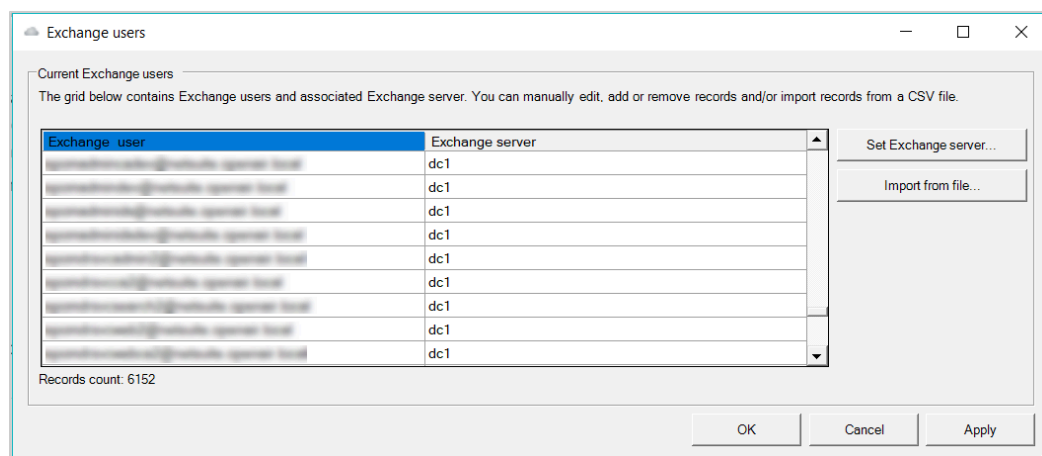 Exchange users
Current Exchange users
The grid below contains Exchange users and associated Exchange server. You can manually edit, add or remove records and/or import records from a CSV file.
Exchange user Exchange server
dc1
dc1
dc1
dc1
dc1
dc1
dc1
dc1
dc1
Set Exchange server...
Import from file...
Records count: 6152
OK Cancel Apply